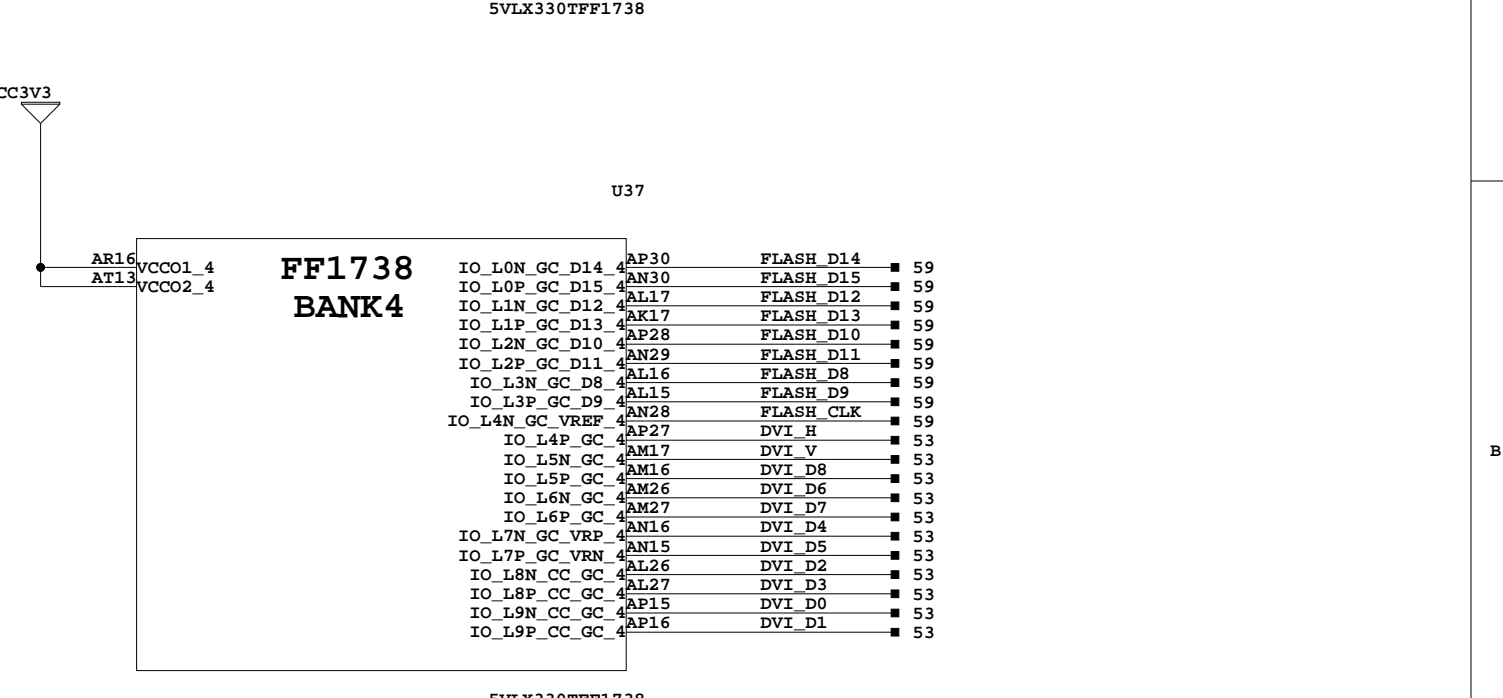 5VLX330TFF1738
CC3V3
U37
AR16 VCCO1_4
AT13 VCCO2_4
FF1738
BANK4
IO_L0N_GC_D14_4 AP30 FLASH_D14 59
IO_L0P_GC_D15_4 AN30 FLASH_D15 59
IO_L1N_GC_D12_4 AL17 FLASH_D12 59
IO_L1P_GC_D13_4 AK17 FLASH_D13 59
IO_L2N_GC_D10_4 AP28 FLASH_D10 59
IO_L2P_GC_D11_4 AN29 FLASH_D11 59
IO_L3N_GC_D8_4 AL16 FLASH_D8 59
IO_L3P_GC_D9_4 AL15 FLASH_D9 59
IO_L4N_GC_VREF_4 AN28 FLASH_CLK 59
IO_L4P_GC_4 AP27 DVI_H 53
IO_L5N_GC_4 AM17 DVI_V 53
IO_L5P_GC_4 AM16 DVI_D8 53
IO_L6N_GC_4 AM26 DVI_D6 53
IO_L6P_GC_4 AM27 DVI_D7 53
IO_L7N_GC_VRP_4 AN16 DVI_D4 53
IO_L7P_GC_VRN_4 AN15 DVI_D5 53
IO_L8N_CC_GC_4 AL26 DVI_D2 53
IO_L8P_CC_GC_4 AL27 DVI_D3 53
IO_L9N_CC_GC_4 AP15 DVI_D0 53
IO_L9P_CC_GC_4 AP16 DVI_D1 53
B
5VLX330TFF1738